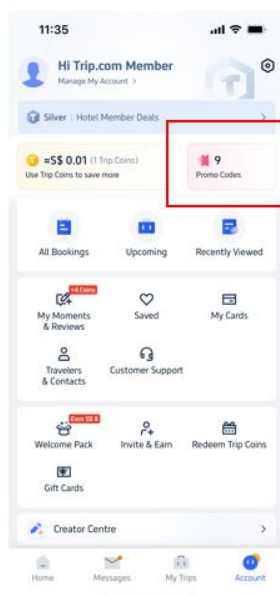 11:35
Hi Trip.com Member
Manage My Account >
Silver | Hotel Member Deals >
≈S$ 0.01 (1 Trip Coins)
Use Trip Coins to save more
9
Promo Codes
All Bookings
Upcoming
Recently Viewed
+4 Coins
My Moments
& Reviews
Saved
My Cards
Travelers
& Contacts
Customer Support
Earn S$ 8
Welcome Pack
Invite & Earn
Redeem Trip Coins
Gift Cards
Creator Centre >
Home
Messages
My Trips
Account